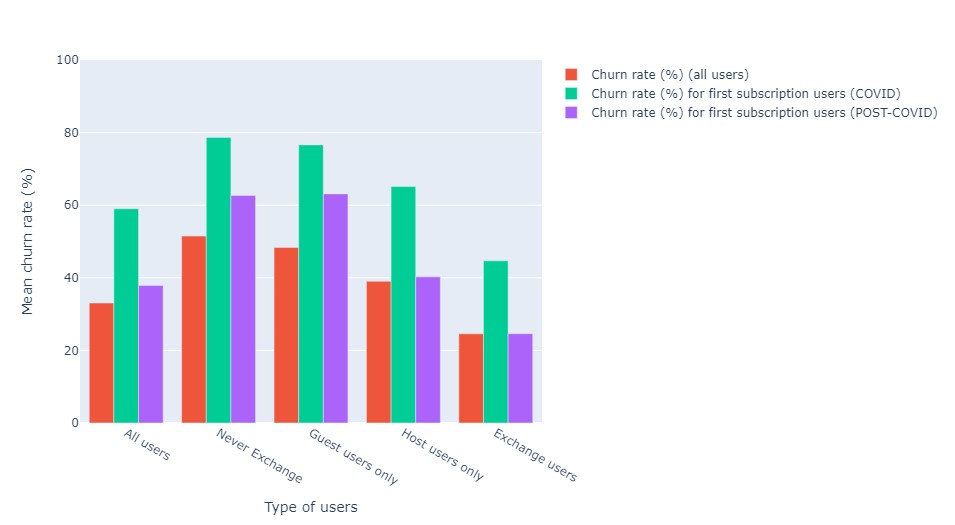 100
80
60
40
20
0
Mean churn rate (%)
All users
Never Exchange
Guest users only
Host users only
Exchange users
Type of users
Churn rate (%) (all users)
Churn rate (%) for first subscription users (COVID)
Churn rate (%) for first subscription users (POST-COVID)